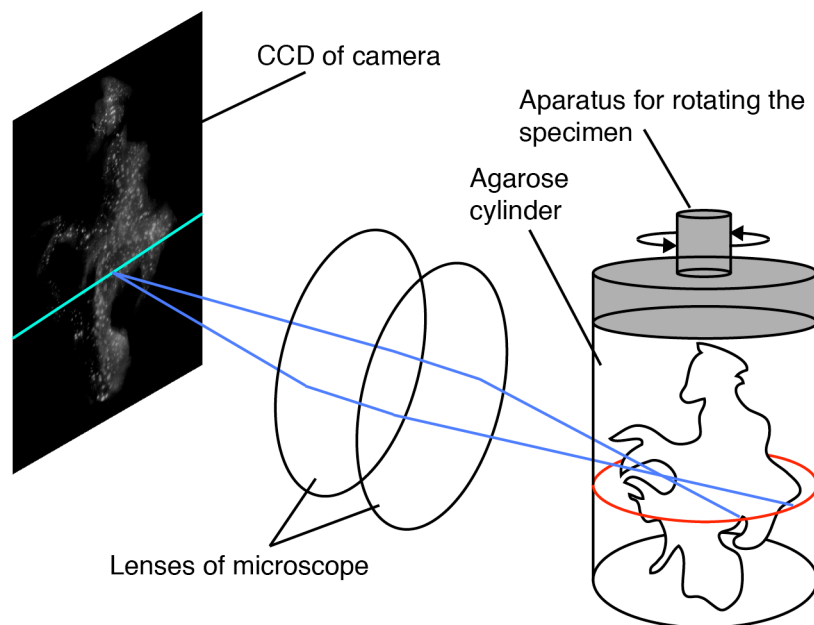 CCD of camera
Aparatus for rotating the
specimen
Agarose
cylinder
Lenses of microscope